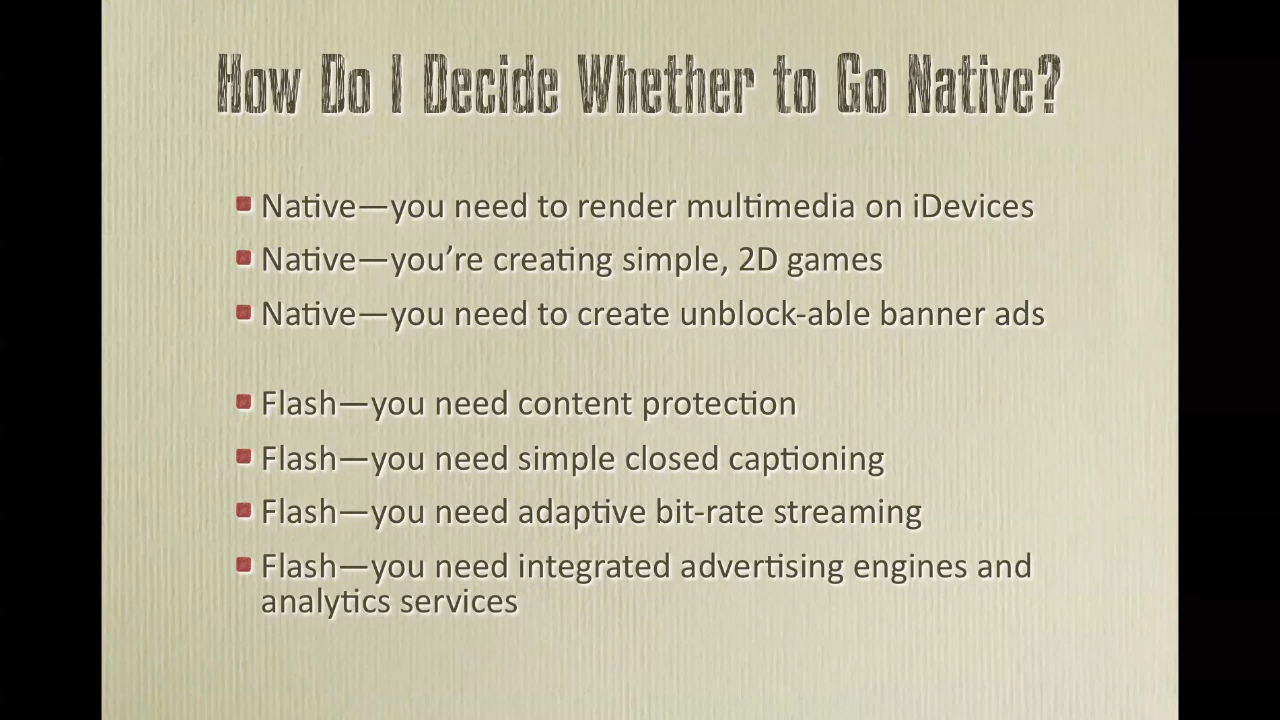 How Do I Decide Whether to Go Native?
Native—you need to render multimedia on iDevices
Native—you’re creating simple, 2D games
Native—you need to create unblock-able banner ads
Flash—you need content protection
Flash—you need simple closed captioning
Flash—you need adaptive bit-rate streaming
Flash—you need integrated advertising engines and
analytics services